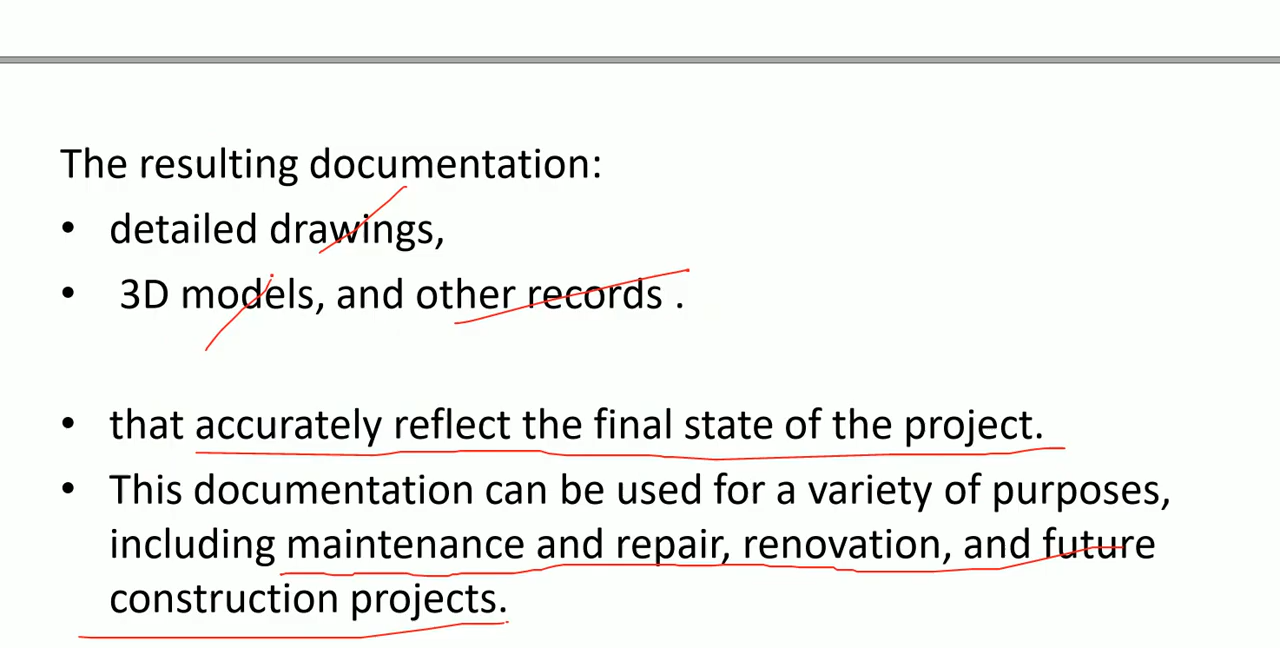 The resulting documentation:
• detailed drawings,
• 3D models, and other records .
• that accurately reflect the final state of the project.
• This documentation can be used for a variety of purposes,
including maintenance and repair, renovation, and future
construction projects.